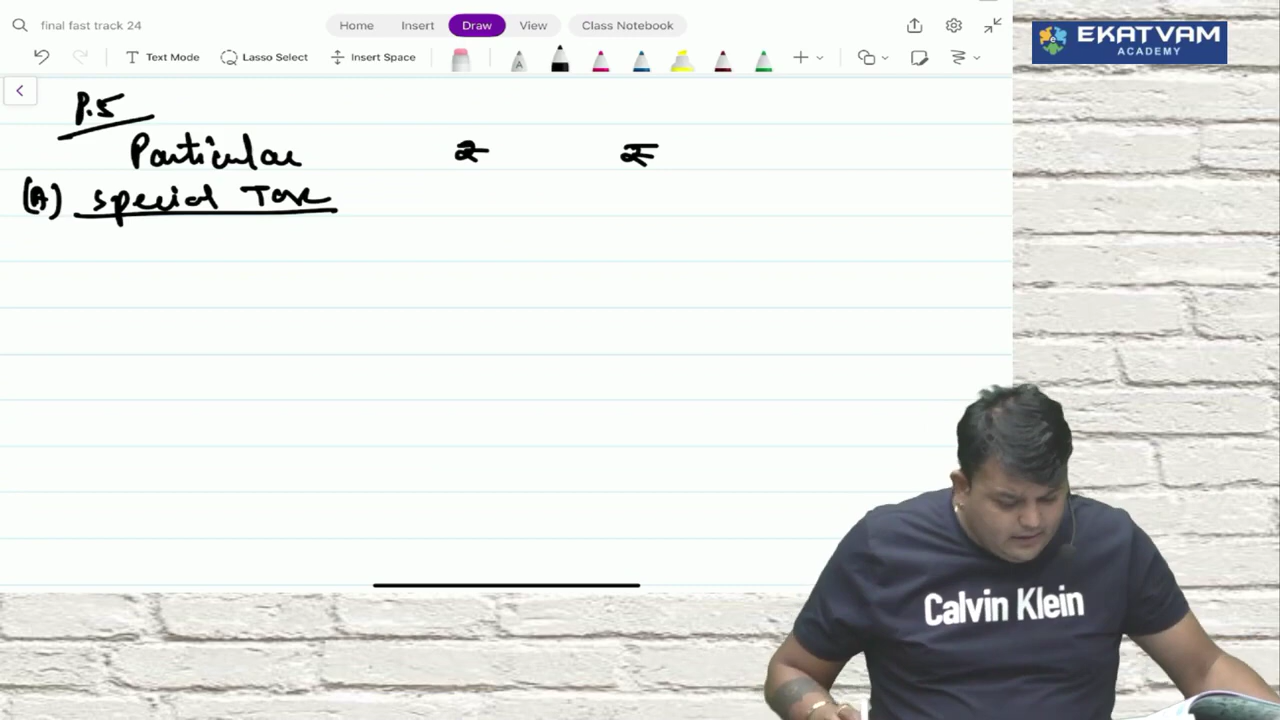 final fast track 24
Home Insert Draw View Class Notebook
Text Mode Lasso Select Insert Space
EKATVAM
ACADEMY
P.5
Particular ₹ ₹
(A) special Tax
Calvin Klein